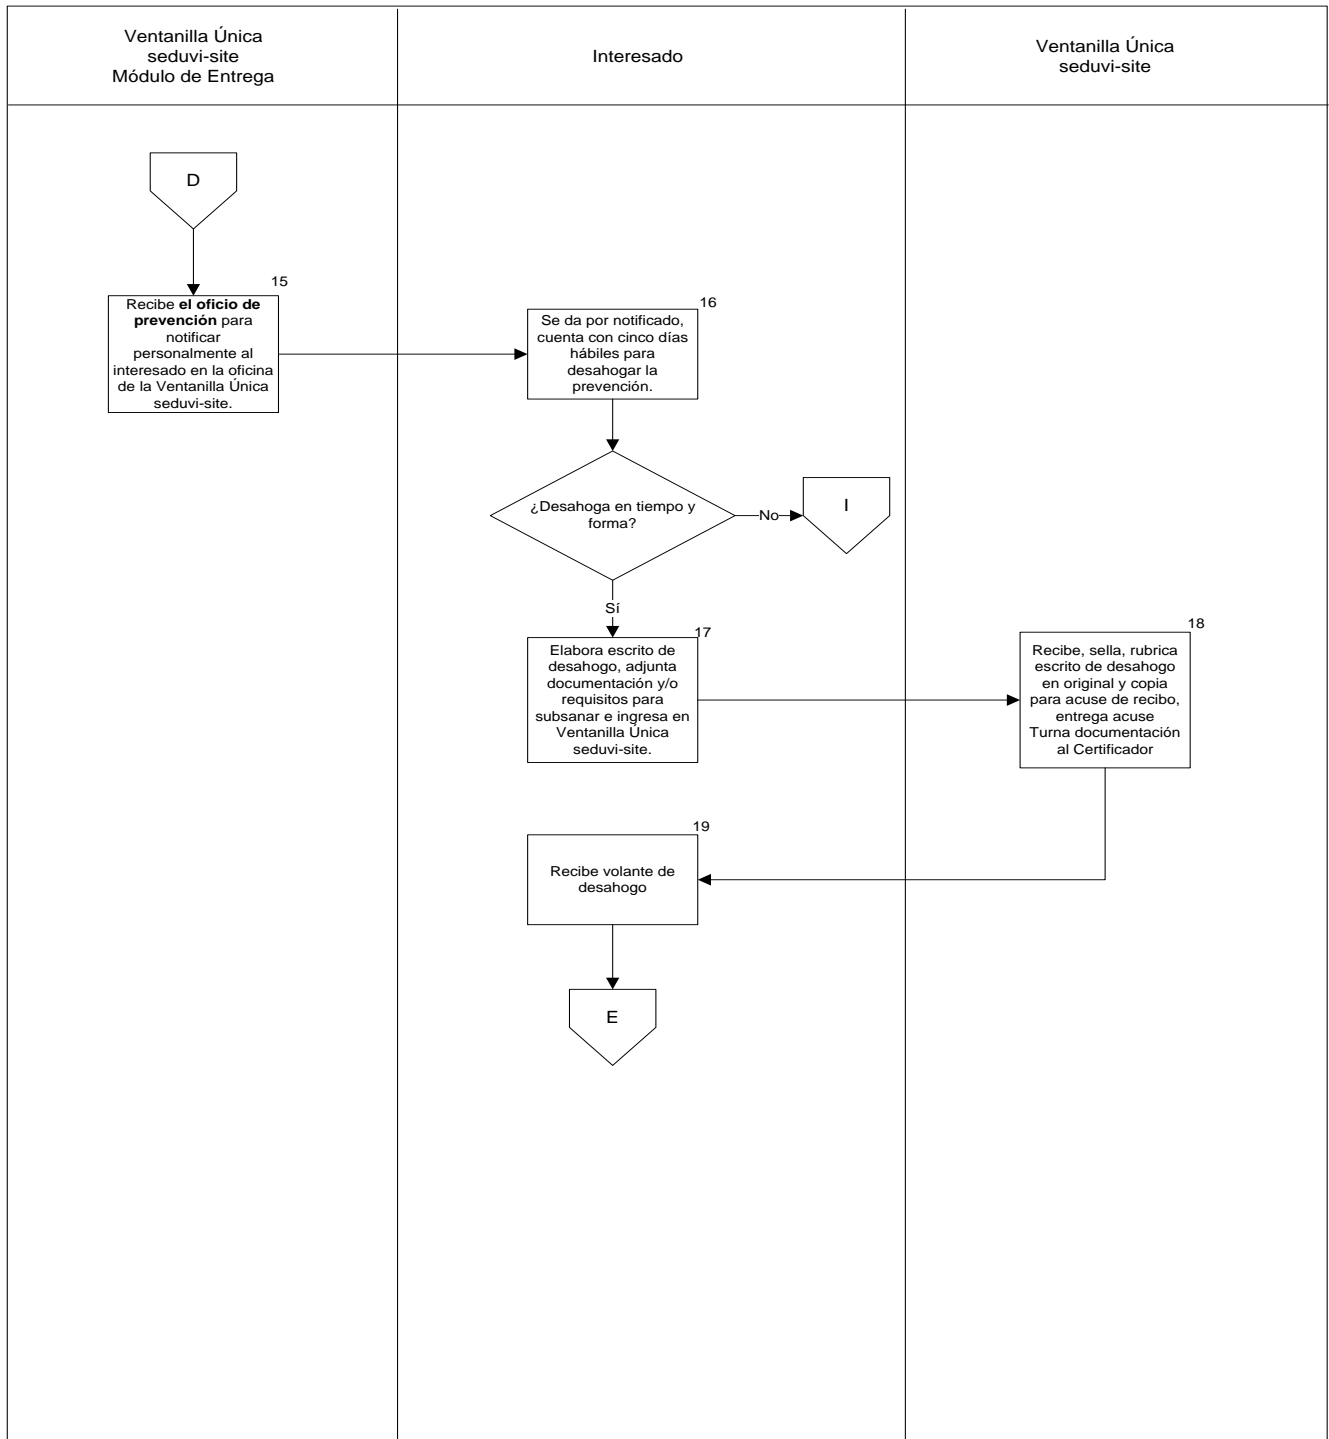 Ventanilla Única
seduvi-site
Módulo de Entrega
Interesado
Ventanilla Única
seduvi-site
D
15
Recibe el oficio de
prevención para
notificar
personalmente al
interesado en la oficina
de la Ventanilla Única
seduvi-site.
16
Se da por notificado,
cuenta con cinco días
hábiles para
desahogar la
prevención.
¿Desahoga en tiempo y
forma?
No
I
Sí
17
Elabora escrito de
desahogo, adjunta
documentación y/o
requisitos para
subsanar e ingresa en
Ventanilla Única
seduvi-site.
18
Recibe, sella, rubrica
escrito de desahogo
en original y copia
para acuse de recibo,
entrega acuse
Turna documentación
al Certificador
19
Recibe volante de
desahogo
E